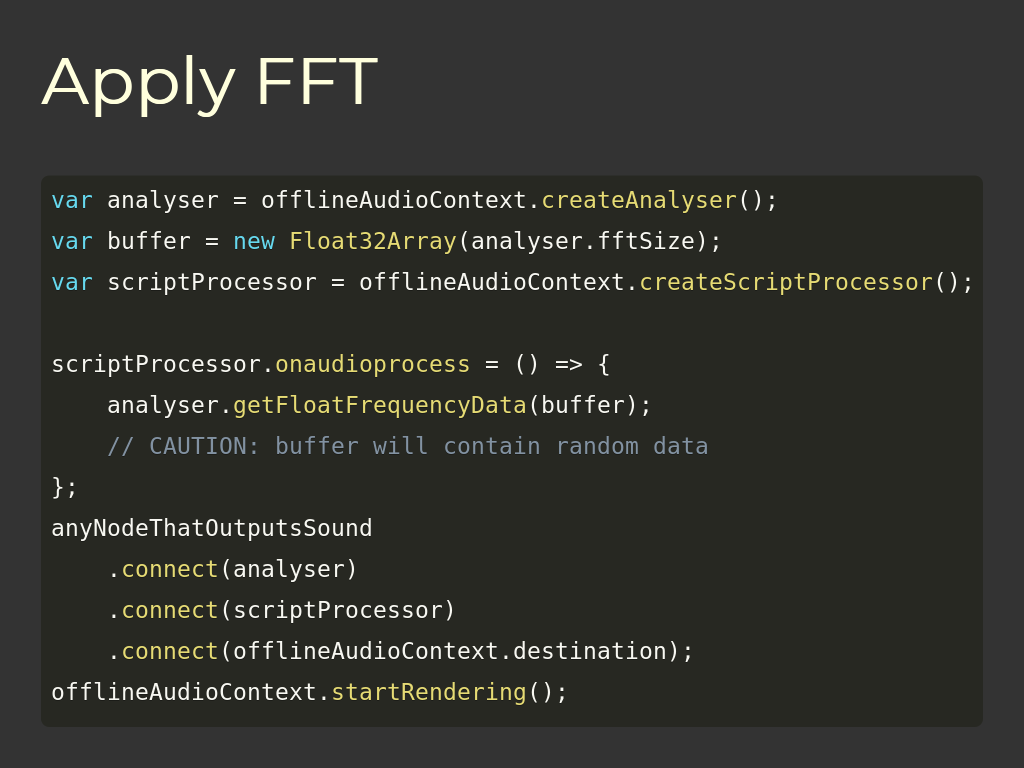 Apply FFT
var analyser = offlineAudioContext.createAnalyser();
var buffer = new Float32Array(analyser.fftSize);
var scriptProcessor = offlineAudioContext.createScriptProcessor();

scriptProcessor.onaudioprocess = () => {
    analyser.getFloatFrequencyData(buffer);
    // CAUTION: buffer will contain random data
};
anyNodeThatOutputsSound
    .connect(analyser)
    .connect(scriptProcessor)
    .connect(offlineAudioContext.destination);
offlineAudioContext.startRendering();